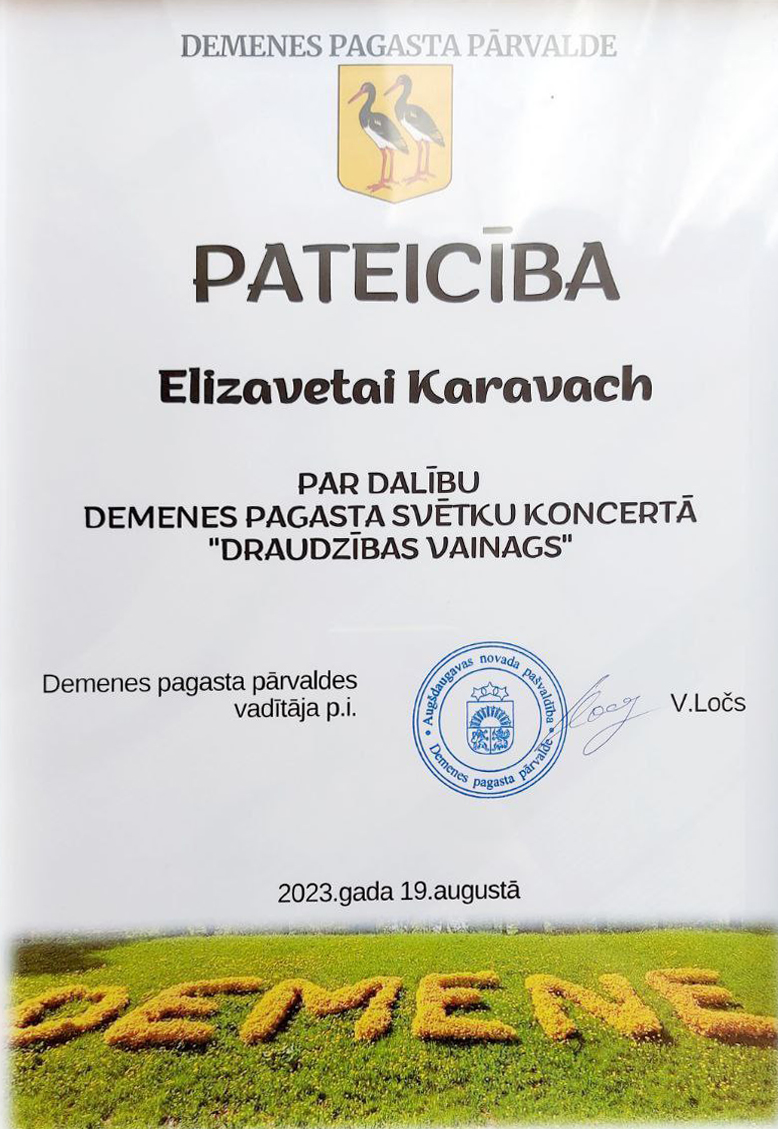 DEMENES PAGASTA PĀRVALDE
PATEICĪBA
Elizavetai Karavach
PAR DALĪBU
DEMENES PAGASTA SVĒTKU KONCERTĀ
"DRAUDZĪBAS VAINAGS"
Demenes pagasta pārvaldes
vadītāja p.i.
Augšdaugavas novada pašvaldība
Demenes pagasta pārvalde
V.Ločs
2023.gada 19.augustā
DEMENE